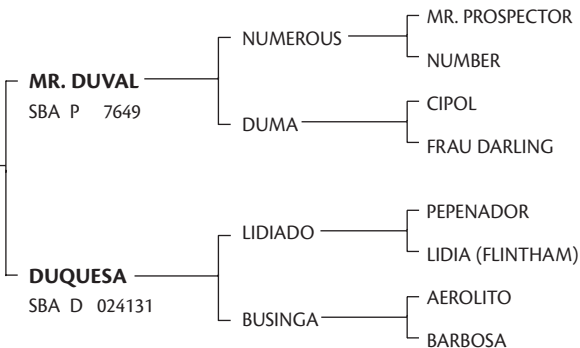 MR. PROSPECTOR
NUMEROUS
NUMBER
MR. DUVAL
SBA P 7649
CIPOL
DUMA
FRAU DARLING
PEPENADOR
LIDIADO
LIDIA (FLINTHAM)
DUQUESA
SBA D 024131
AEROLITO
BUSINGA
BARBOSA